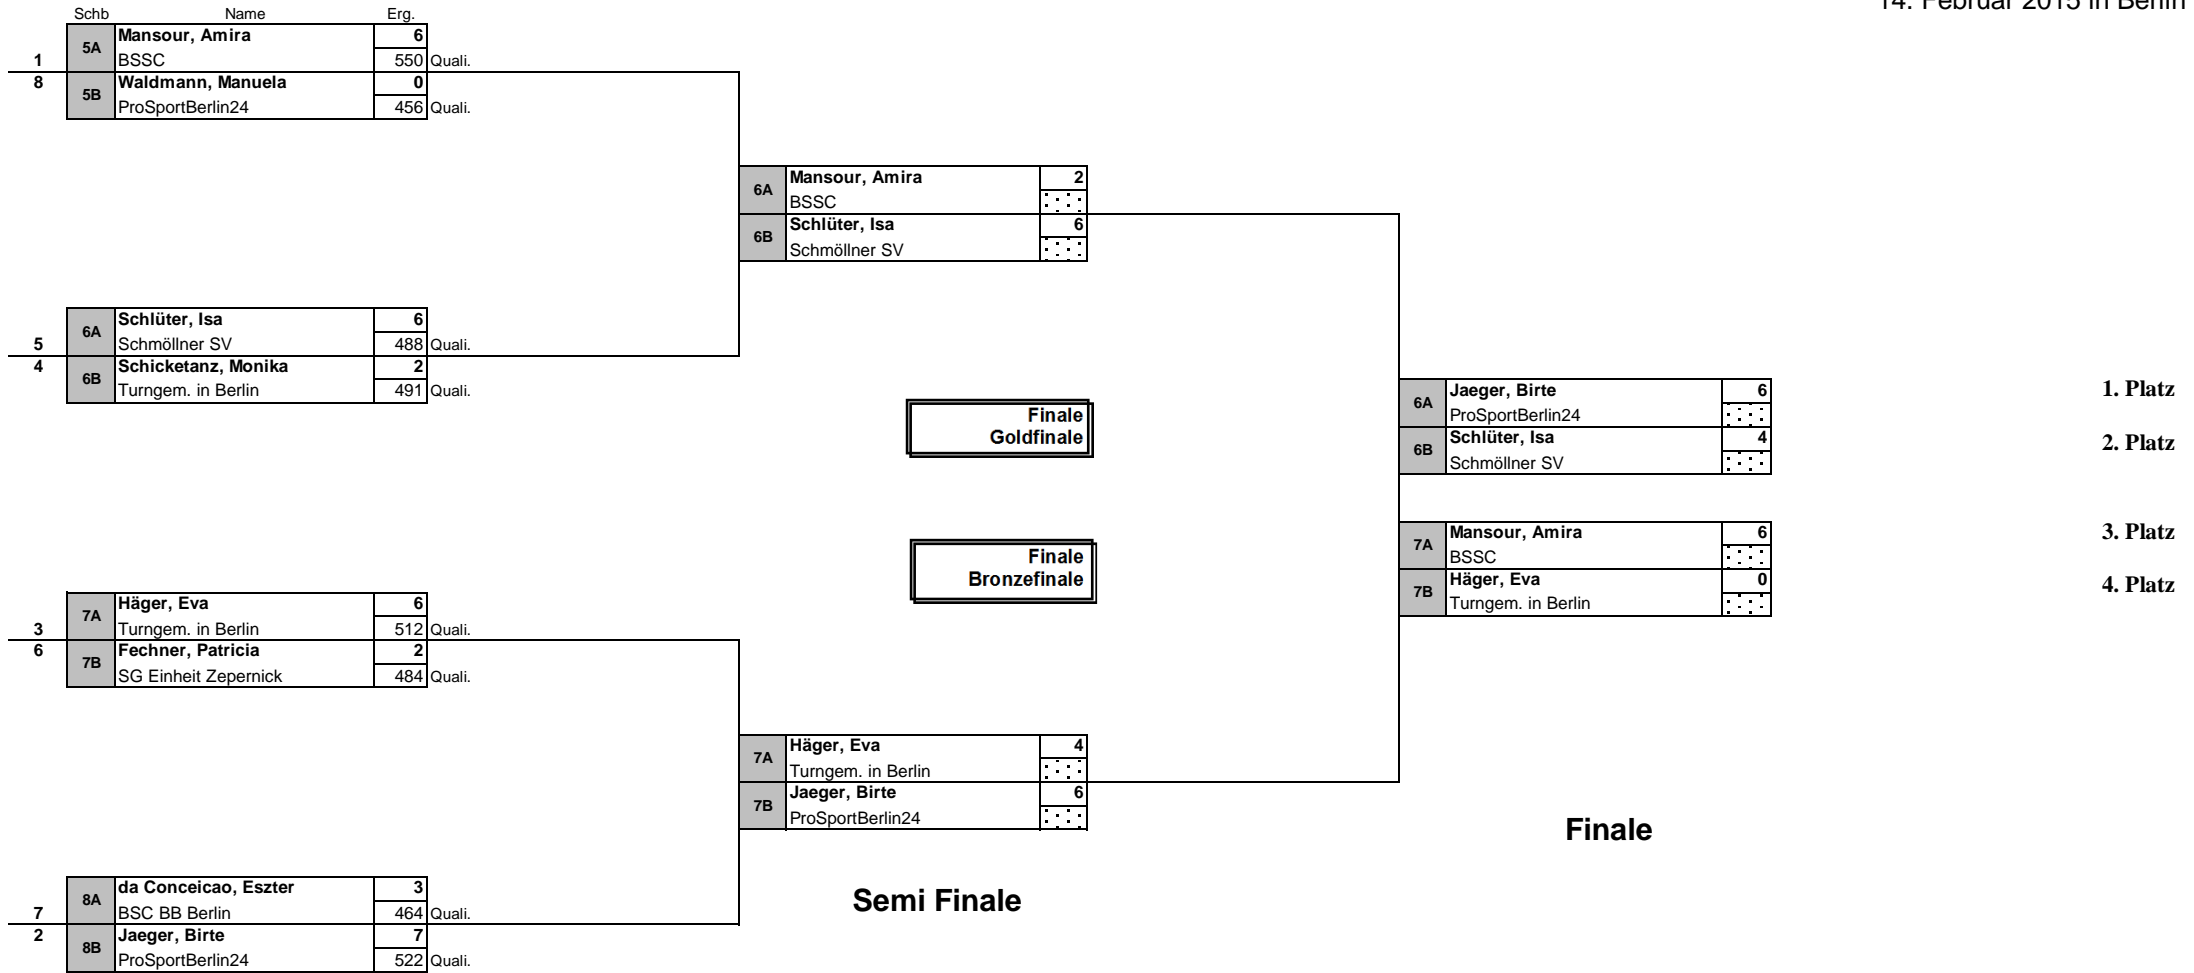 14. Februar 2015 in Berlin
Schb Name Erg.
5A Mansour, Amira 6
1 BSSC 550 Quali.
8 5B Waldmann, Manuela 0
ProSportBerlin24 456 Quali.
6A Mansour, Amira 2
BSSC
6B Schlüter, Isa 6
Schmöllner SV
6A Schlüter, Isa 6
5 Schmöllner SV 488 Quali.
4 6B Schicketanz, Monika 2
Turngem. in Berlin 491 Quali.
Finale
Goldfinale
6A Jaeger, Birte 6 1. Platz
ProSportBerlin24
6B Schlüter, Isa 4 2. Platz
Schmöllner SV
Finale
Bronzefinale
7A Mansour, Amira 6 3. Platz
BSSC
7B Häger, Eva 0 4. Platz
Turngem. in Berlin
7A Häger, Eva 6
3 Turngem. in Berlin 512 Quali.
6 7B Fechner, Patricia 2
SG Einheit Zepernick 484 Quali.
7A Häger, Eva 4
Turngem. in Berlin
7B Jaeger, Birte 6
ProSportBerlin24
Finale
Semi Finale
8A da Conceicao, Eszter 3
7 BSC BB Berlin 464 Quali.
2 8B Jaeger, Birte 7
ProSportBerlin24 522 Quali.